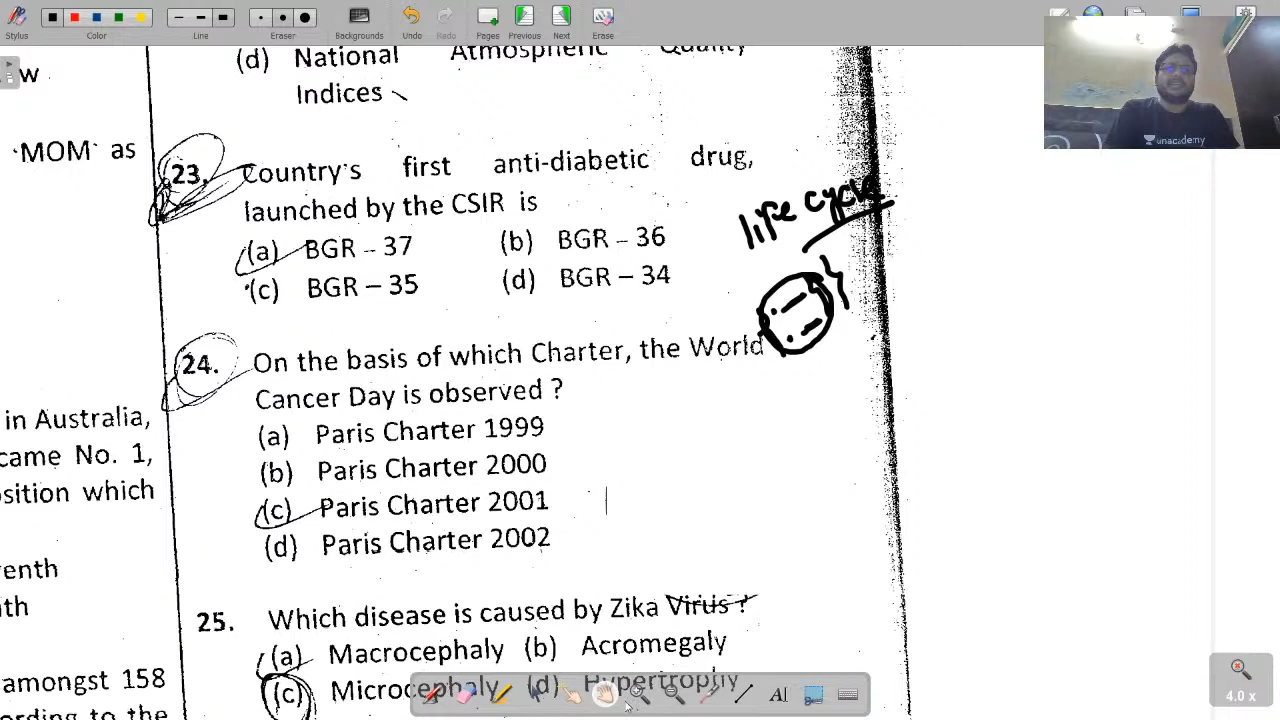 Stylus
Color
Line
Eraser
Backgrounds
Undo
Redo
Pages
Previous
Next
Erase
unacademy
w
'MOM' as
in Australia,
came No. 1,
osition which
enth
th
amongst 158
ording to the
(d) National Atmospheric Quality
Indices
23. Country's first anti-diabetic drug,
launched by the CSIR is
(a) BGR – 37 (b) BGR – 36
(c) BGR – 35 (d) BGR – 34
life cycle
24. On the basis of which Charter, the World
Cancer Day is observed ?
(a) Paris Charter 1999
(b) Paris Charter 2000
(c) Paris Charter 2001
(d) Paris Charter 2002
25. Which disease is caused by Zika Virus ?
(a) Macrocephaly (b) Acromegaly
(c) Microcephaly (d) Hypertrophy
4.0 x